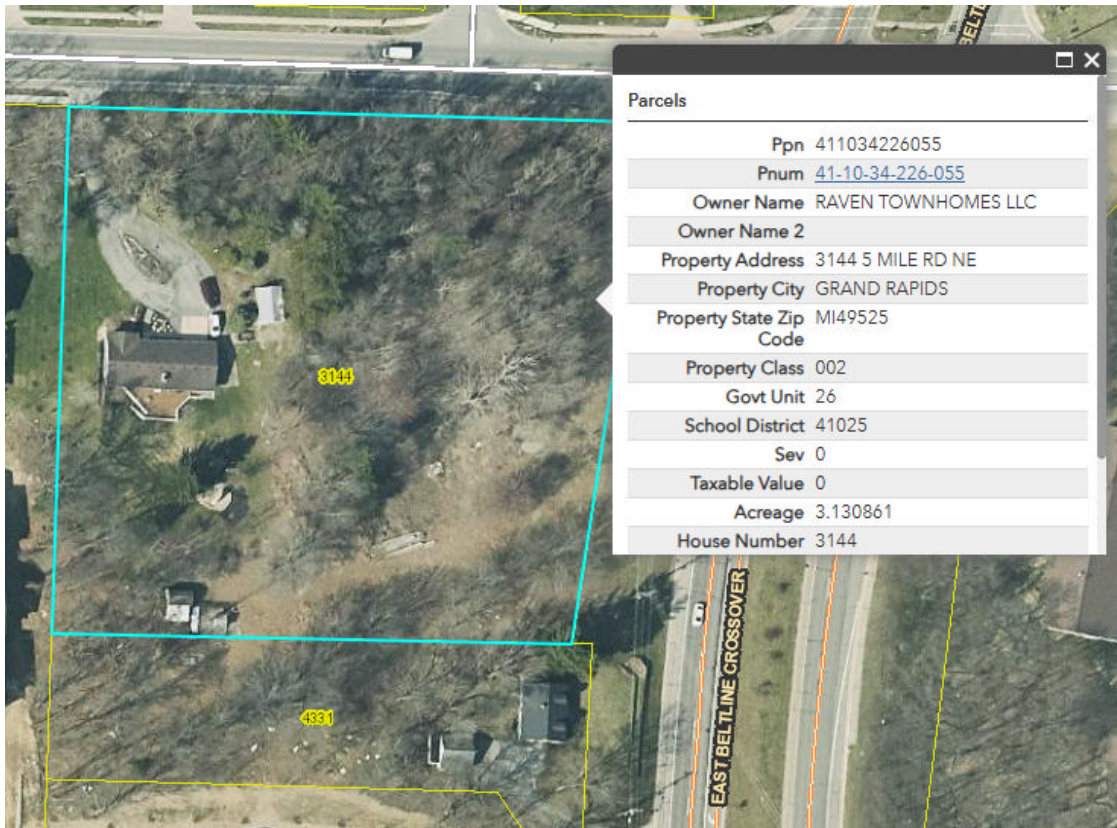 BELTL
Parcels
Ppn 411034226055
Pnum 41-10-34-226-055
Owner Name RAVEN TOWNHOMES LLC
Owner Name 2
Property Address 3144 5 MILE RD NE
Property City GRAND RAPIDS
Property State Zip MI49525
Code
Property Class 002
Govt Unit 26
School District 41025
Sev 0
Taxable Value 0
Acreage 3.130861
House Number 3144
3144
4331
EAST BELTLINE CROSSOVER